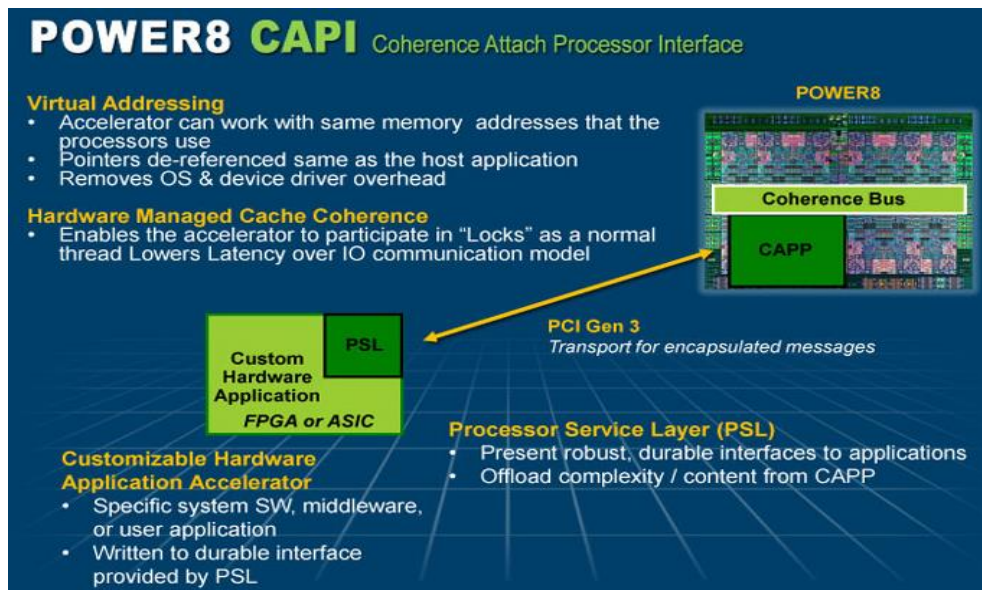 POWER8 CAPI Coherence Attach Processor Interface
Virtual Addressing
• Accelerator can work with same memory addresses that the
processors use
• Pointers de-referenced same as the host application
• Removes OS & device driver overhead
Hardware Managed Cache Coherence
• Enables the accelerator to participate in “Locks” as a normal
thread Lowers Latency over IO communication model
POWER8
Coherence Bus
CAPP
PCI Gen 3
Transport for encapsulated messages
PSL
Custom
Hardware
Application
FPGA or ASIC
Customizable Hardware
Application Accelerator
• Specific system SW, middleware,
or user application
• Written to durable interface
provided by PSL
Processor Service Layer (PSL)
• Present robust, durable interfaces to applications
• Offload complexity / content from CAPP